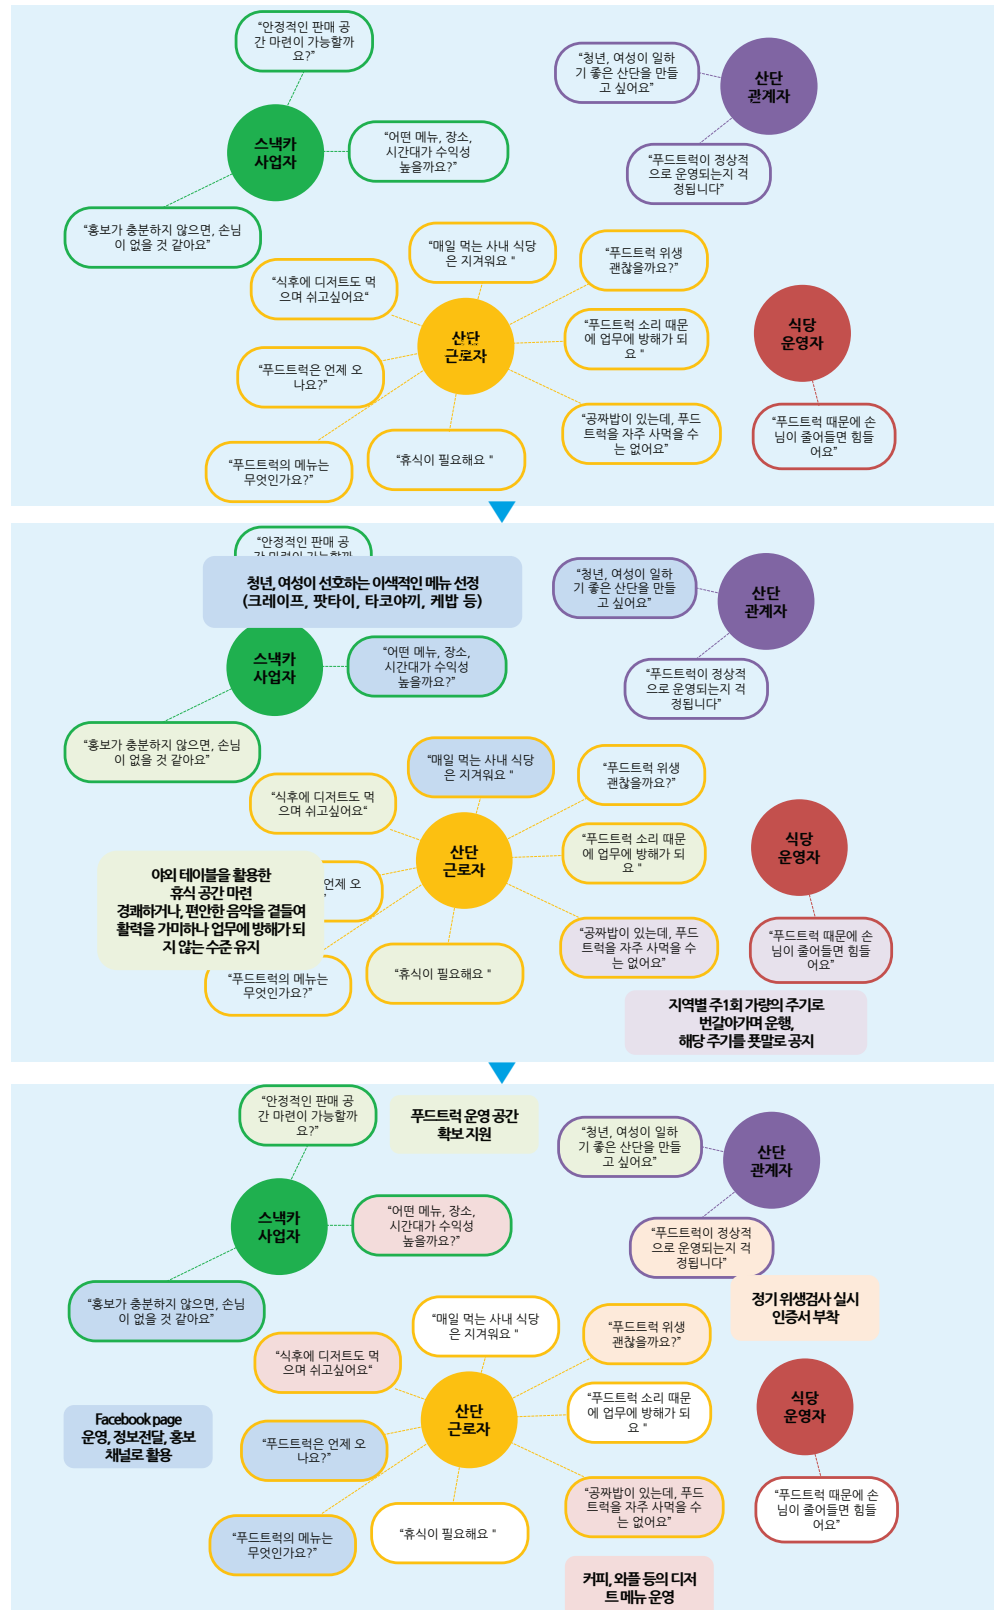 “안정적인 판매 공
간 마련이 가능할까
요?”
“청년, 여성이 일하
기 좋은 산단을 만들
고 싶어요”
산단
관계자
스낵카
사업자
“어떤 메뉴, 장소,
시간대가 수익성
높을까요?”
“푸드트럭이 정상적
으로 운영되는지 걱
정됩니다”
“홍보가 충분하지 않으면, 손님
이 없을 것 같아요”
“매일 먹는 사내 식당
은 지겨워요 "
“푸드트럭 위생
괜찮을까요?”
“식후에 디저트도 먹
으며 쉬고싶어요“
산단
근로자
“푸드트럭 소리 때문
에 업무에 방해가 되
요 "
식당
운영자
“푸드트럭은 언제 오
나요?”
“공짜밥이 있는데, 푸드
트럭을 자주 사먹을 수
는 없어요”
“푸드트럭 때문에 손
님이 줄어들면 힘들
어요”
“푸드트럭의 메뉴는
무엇인가요?”
“휴식이 필요해요 "
“안정적인 판매 공
간 마련이 가능할까
청년, 여성이 선호하는 이색적인 메뉴 선정
(크레이프, 팟타이, 타코야끼, 케밥 등)
“청년, 여성이 일하
기 좋은 산단을 만들
고 싶어요”
산단
관계자
스낵카
사업자
“어떤 메뉴, 장소,
시간대가 수익성
높을까요?”
“푸드트럭이 정상적
으로 운영되는지 걱
정됩니다”
“홍보가 충분하지 않으면, 손님
이 없을 것 같아요”
“매일 먹는 사내 식당
은 지겨워요 "
“푸드트럭 위생
괜찮을까요?”
“식후에 디저트도 먹
으며 쉬고싶어요“
산단
근로자
“푸드트럭 소리 때문
에 업무에 방해가 되
요 "
식당
운영자
야외 테이블을 활용한
휴식 공간 마련
경쾌하거나, 편안한 음악을 곁들여
활력을 가미하나 업무에 방해가 되
지 않는 수준 유지
언제 오
”
“공짜밥이 있는데, 푸드
트럭을 자주 사먹을 수
는 없어요”
“푸드트럭 때문에 손
님이 줄어들면 힘들
어요”
“푸드트럭의 메뉴는
무엇인가요?”
“휴식이 필요해요 "
지역별 주1회 가량의 주기로
번갈아가며 운행,
해당 주기를 푯말로 공지
“안정적인 판매 공
간 마련이 가능할까
요?”
푸드트럭 운영 공간
확보 지원
“청년, 여성이 일하
기 좋은 산단을 만들
고 싶어요”
산단
관계자
스낵카
사업자
“어떤 메뉴, 장소,
시간대가 수익성
높을까요?”
“푸드트럭이 정상적
으로 운영되는지 걱
정됩니다”
정기 위생검사 실시
인증서 부착
“홍보가 충분하지 않으면, 손님
이 없을 것 같아요”
“매일 먹는 사내 식당
은 지겨워요 "
“푸드트럭 위생
괜찮을까요?”
“식후에 디저트도 먹
으며 쉬고싶어요“
산단
근로자
“푸드트럭 소리 때문
에 업무에 방해가 되
요 "
식당
운영자
Facebook page
운영, 정보전달, 홍보
채널로 활용
“푸드트럭은 언제 오
나요?”
“공짜밥이 있는데, 푸드
트럭을 자주 사먹을 수
는 없어요”
“푸드트럭 때문에 손
님이 줄어들면 힘들
어요”
“푸드트럭의 메뉴는
무엇인가요?”
“휴식이 필요해요 "
커피, 와플 등의 디저
트 메뉴 운영